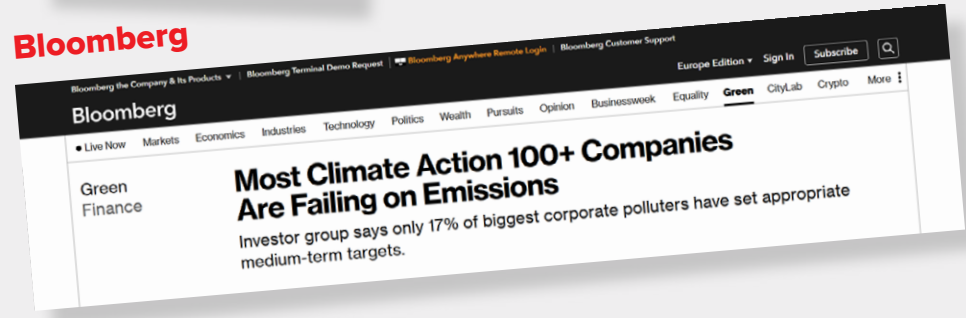 Bloomberg
Bloomberg the Company & Its Products ▾ | Bloomberg Terminal Demo Request | Bloomberg Anywhere Remote Login | Bloomberg Customer Support
Bloomberg
Europe Edition ▾ Sign In Subscribe
• Live Now Markets Economics Industries Technology Politics Wealth Pursuits Opinion Businessweek Equality Green CityLab Crypto More ⋮
Green
Finance
Most Climate Action 100+ Companies
Are Failing on Emissions
Investor group says only 17% of biggest corporate polluters have set appropriate
medium-term targets.